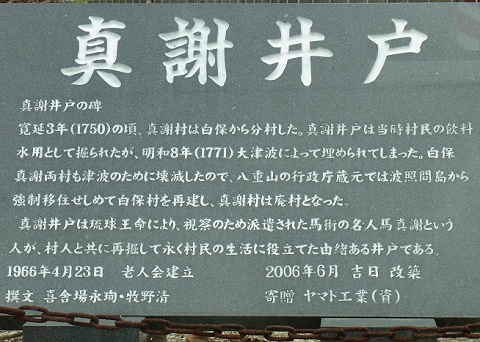 真謝井戸
真謝井戸の碑
寛延3年(1750)の頃、真謝村は白保から分村した。真謝井戸は当時村民の飲料
水用として掘られたが、明和8年(1771)大津波によって埋められてしまった。白保
真謝両村も津波のために壊滅したので、八重山の行政庁蔵元では波照間島から
強制移住せしめて白保村を再建し、真謝村は廃村となった。
真謝井戸は琉球王命により、視察のため派遣された馬術の名人馬真謝という
人が、村人と共に再掘して永く村民の生活に役立てた由緒ある井戸である。
1966年4月23日 老人会建立 2006年6月 吉日 改築
撰文 喜舎場永珣・牧野清 寄贈 ヤマト工業(資)